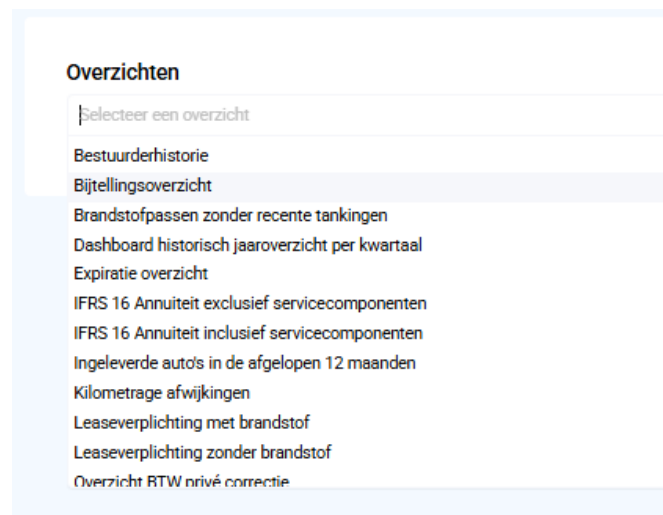 Overzichten
Selecteer een overzicht
Bestuurderhistorie
Bijtellingsoverzicht
Brandstofpassen zonder recente tankingen
Dashboard historisch jaaroverzicht per kwartaal
Expiratie overzicht
IFRS 16 Annuiteit exclusief servicecomponenten
IFRS 16 Annuiteit inclusief servicecomponenten
Ingeleverde auto's in de afgelopen 12 maanden
Kilometrage afwijkingen
Leaseverplichting met brandstof
Leaseverplichting zonder brandstof
Overzicht BTW privé correctie